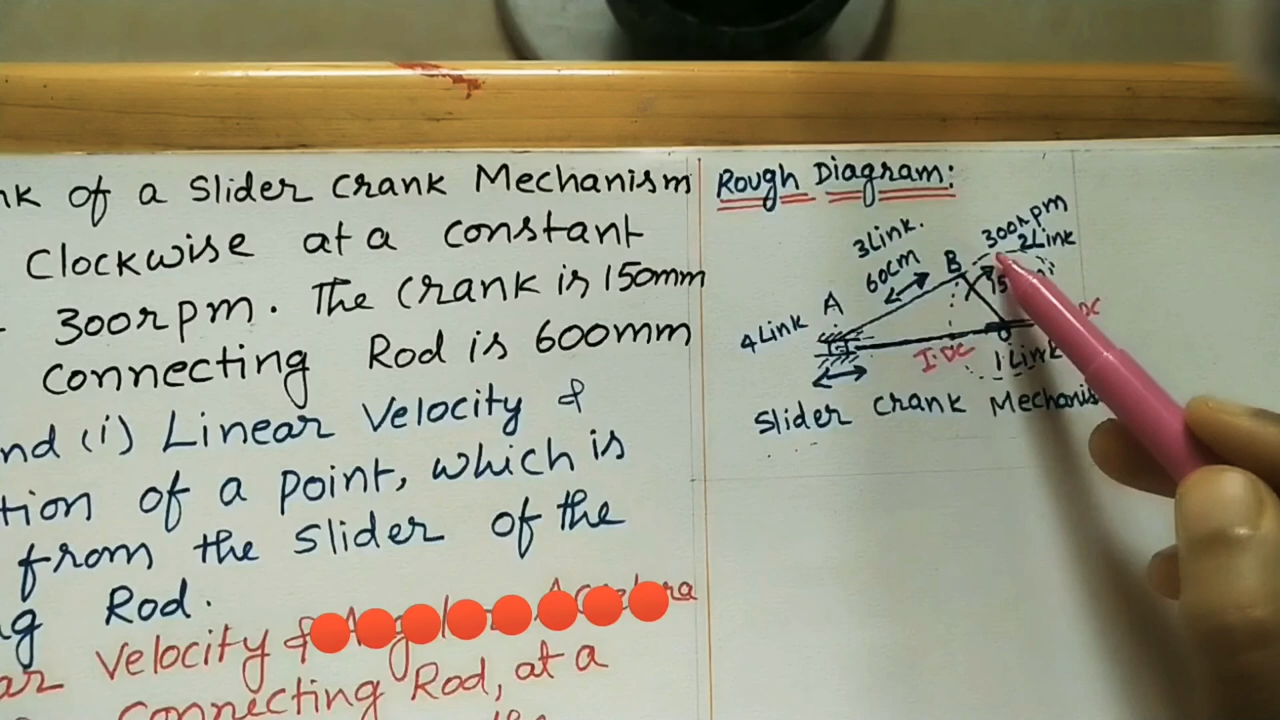 nk of a Slider crank Mechanism
Clockwise at a constant
300rpm. The Crank is 150mm
Connecting Rod is 600mm
nd (i) Linear Velocity &
tion of a point, which is
from the slider of the
g Rod.
ar Velocity &
Connecting Rod, at a
Rough Diagram:
300rpm
2Link
3Link.
60cm
B
A
4Link
I.DC
1Link
Slider Crank Mechanis